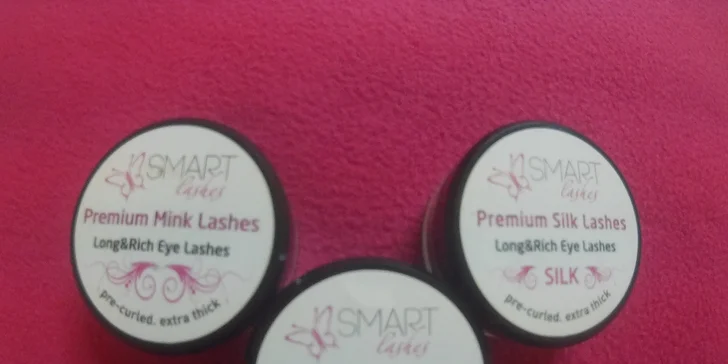 SMART
lashes
Premium Mink Lashes
Long&Rich Eye Lashes
pre-curled. extra thick
SMART
lashes
Premium Silk Lashes
Long&Rich Eye Lashes
SILK
pre-curled. extra thick
SMART
lashes